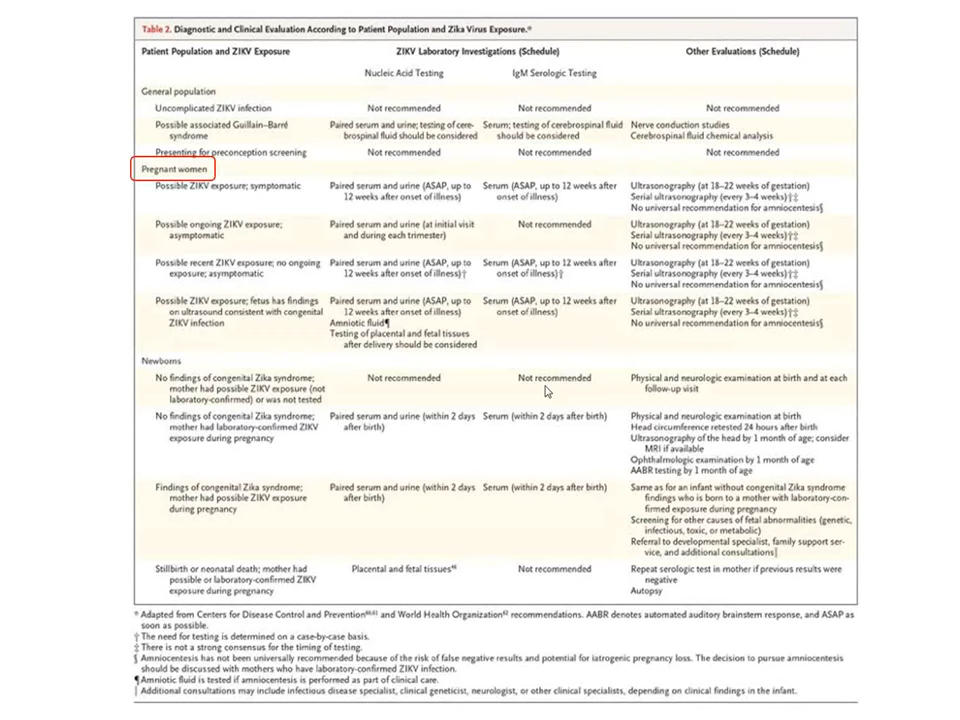 Table 2. Diagnostic and Clinical Evaluation According to Patient Population and Zika Virus Exposure.*
Patient Population and ZIKV Exposure
ZIKV Laboratory Investigations (Schedule)
Other Evaluations (Schedule)
Nucleic Acid Testing
IgM Serologic Testing
General population
Uncomplicated ZIKV infection
Not recommended
Not recommended
Not recommended
Possible associated Guillain–Barré
syndrome
Paired serum and urine; testing of cere-
brospinal fluid should be considered
Serum; testing of cerebrospinal fluid
should be considered
Nerve conduction studies
Cerebrospinal fluid chemical analysis
Presenting for preconception screening
Not recommended
Not recommended
Not recommended
Pregnant women
Possible ZIKV exposure; symptomatic
Paired serum and urine (ASAP, up to
12 weeks after onset of illness)
Serum (ASAP, up to 12 weeks after
onset of illness)
Ultrasonography (at 18–22 weeks of gestation)
Serial ultrasonography (every 3–4 weeks)†‡
No universal recommendation for amniocentesis§
Possible ongoing ZIKV exposure;
asymptomatic
Paired serum and urine (at initial visit
and during each trimester)
Not recommended
Ultrasonography (at 18–22 weeks of gestation)
Serial ultrasonography (every 3–4 weeks)†‡
No universal recommendation for amniocentesis§
Possible recent ZIKV exposure; no ongoing
exposure; asymptomatic
Paired serum and urine (ASAP, up to
12 weeks after onset of illness)†
Serum (ASAP, up to 12 weeks after
onset of illness)†
Ultrasonography (at 18–22 weeks of gestation)
Serial ultrasonography (every 3–4 weeks)†‡
No universal recommendation for amniocentesis§
Possible ZIKV exposure; fetus has findings
on ultrasound consistent with congenital
ZIKV infection
Paired serum and urine (ASAP, up to
12 weeks after onset of illness)
Amniotic fluid¶
Testing of placental and fetal tissues
after delivery should be considered
Serum (ASAP, up to 12 weeks after
onset of illness)
Ultrasonography (at 18–22 weeks of gestation)
Serial ultrasonography (every 3–4 weeks)†‡
No universal recommendation for amniocentesis§
Newborns
No findings of congenital Zika syndrome;
mother had possible ZIKV exposure (not
laboratory-confirmed) or was not tested
Not recommended
Not recommended
Physical and neurologic examination at birth and at each
follow-up visit
No findings of congenital Zika syndrome;
mother had laboratory-confirmed ZIKV
exposure during pregnancy
Paired serum and urine (within 2 days
after birth)
Serum (within 2 days after birth)
Physical and neurologic examination at birth
Head circumference retested 24 hours after birth
Ultrasonography of the head by 1 month of age; consider
MRI if available
Ophthalmologic examination by 1 month of age
AABR testing by 1 month of age
Findings of congenital Zika syndrome;
mother had possible ZIKV exposure
during pregnancy
Paired serum and urine (within 2 days
after birth)
Serum (within 2 days after birth)
Same as for an infant without congenital Zika syndrome
findings who is born to a mother with laboratory-con-
firmed exposure during pregnancy
Screening for other causes of fetal abnormalities (genetic,
infectious, toxic, or metabolic)
Referral to developmental specialist, family support ser-
vice, and additional consultations‖
Stillbirth or neonatal death; mother had
possible or laboratory-confirmed ZIKV
exposure during pregnancy
Placental and fetal tissues
Not recommended
Repeat serologic test in mother if previous results were
negative
Autopsy
* Adapted from Centers for Disease Control and Prevention and World Health Organization recommendations. AABR denotes automated auditory brainstem response, and ASAP as
soon as possible.
† The need for testing is determined on a case-by-case basis.
‡ There is not a strong consensus for the timing of testing.
§ Amniocentesis has not been universally recommended because of the risk of false negative results and potential for iatrogenic pregnancy loss. The decision to pursue amniocentesis
should be discussed with mothers who have laboratory-confirmed ZIKV infection.
¶ Amniotic fluid is tested if amniocentesis is performed as part of clinical care.
‖ Additional consultations may include infectious disease specialist, clinical geneticist, neurologist, or other clinical specialists, depending on clinical findings in the infant.